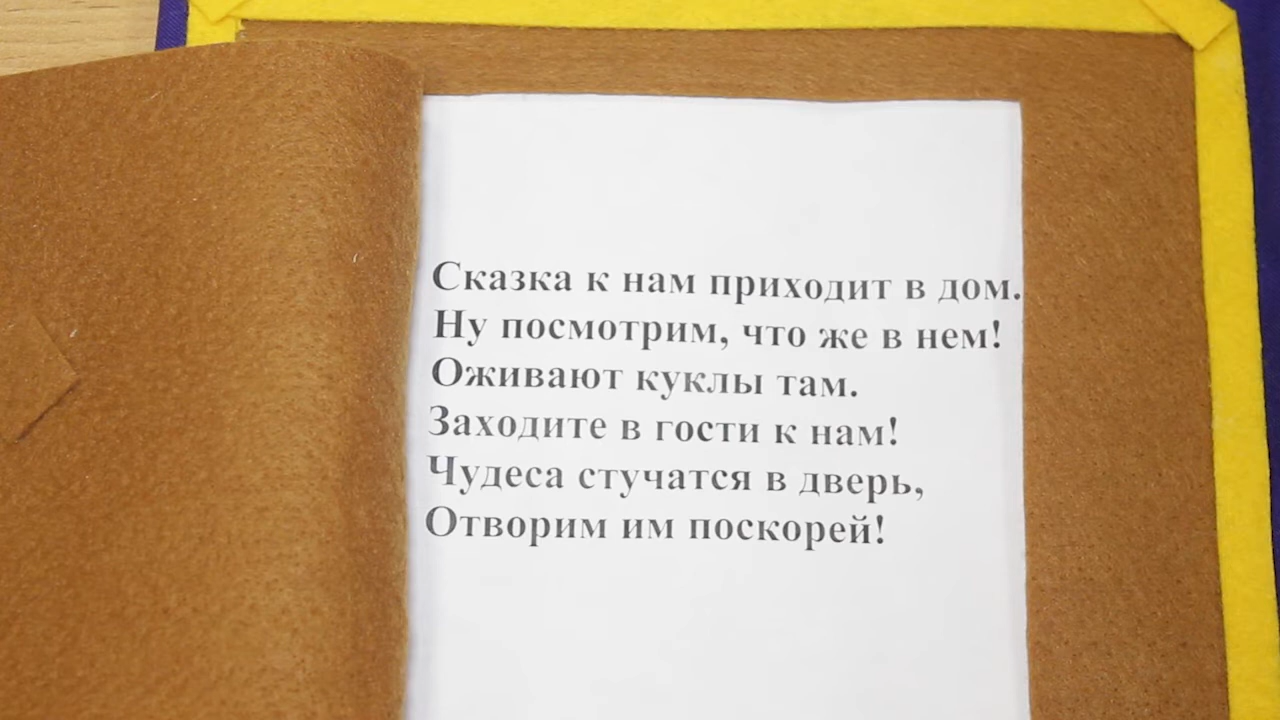 Сказка к нам приходит в дом.
Ну посмотрим, что же в нем!
Оживают куклы там.
Заходите в гости к нам!
Чудеса стучатся в дверь,
Отворим им поскорей!